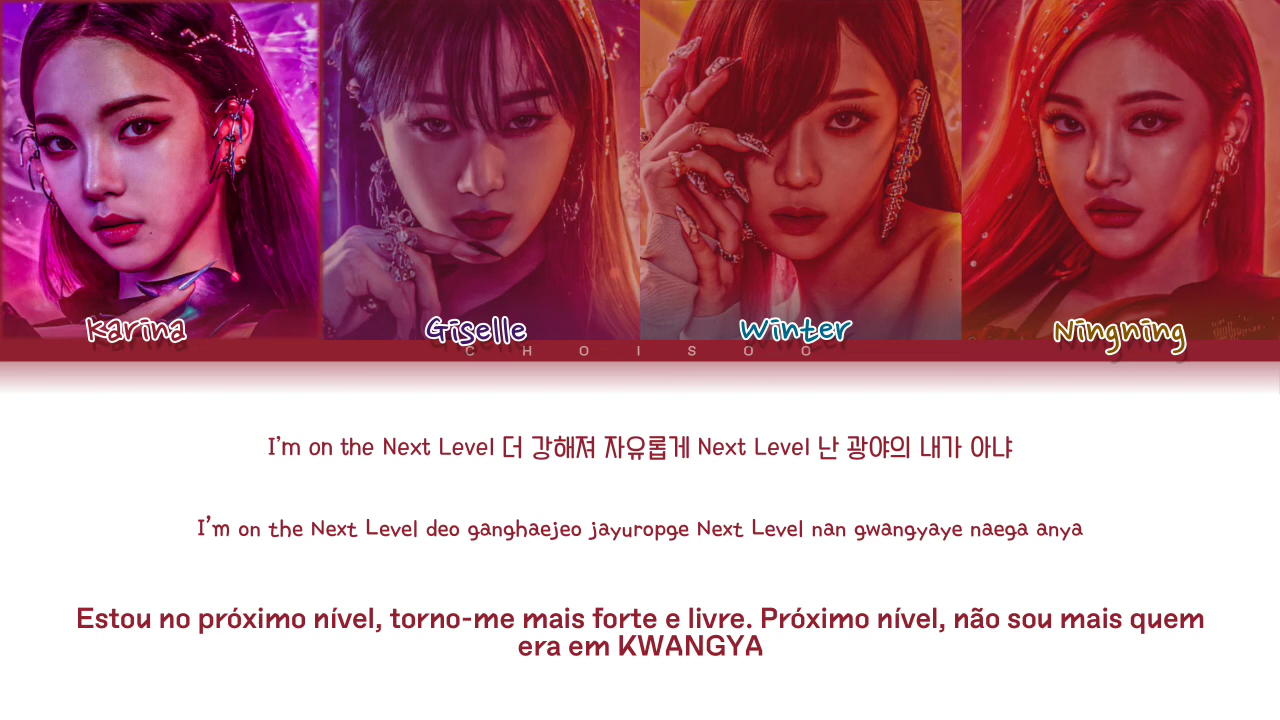 Karina Giselle Winter Ningning
CHOISOO
I'm on the Next Level 더 강해져 자유롭게 Next Level 난 광야의 내가 아냐
I'm on the Next Level deo ganghaejeo jayuropge Next Level nan gwangyaye naega anya
Estou no próximo nível, torno-me mais forte e livre. Próximo nível, não sou mais quem
era em KWANGYA